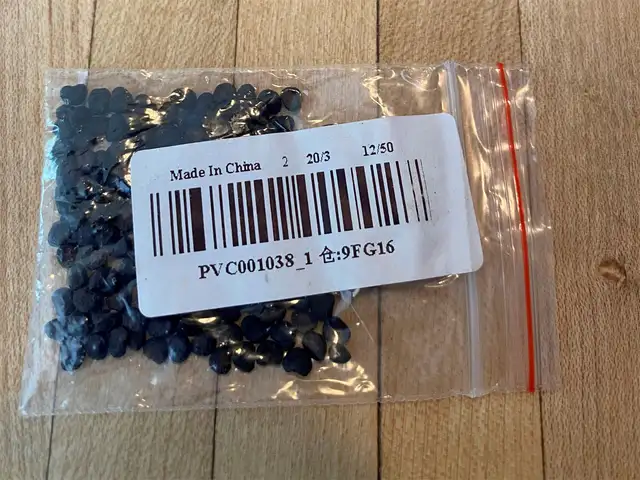 Made In China 2 20/3 12/50
PVC001038_1 仓:9FG16